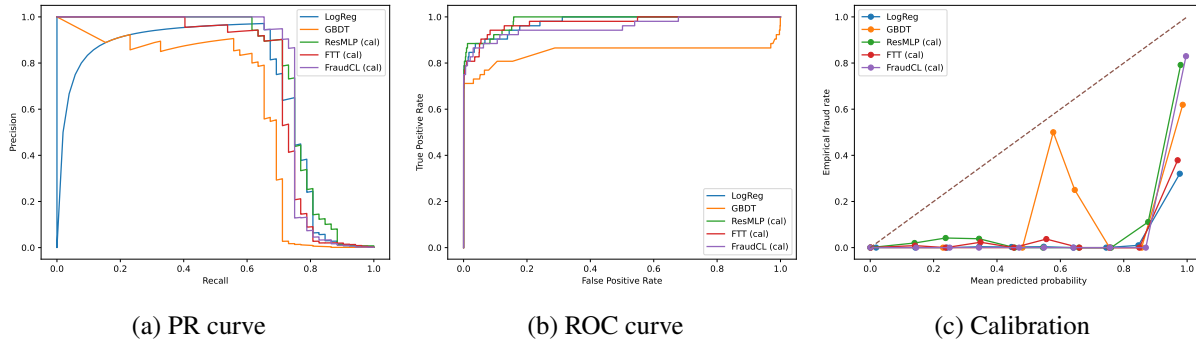 LogReg
GBDT
ResMLP (cal)
FTT (cal)
FraudCL (cal)
1.0
0.8
0.6
0.4
0.2
0.0
Precision
0.0 0.2 0.4 0.6 0.8 1.0
Recall
(a) PR curve
1.0
0.8
0.6
0.4
0.2
0.0
True Positive Rate
LogReg
GBDT
ResMLP (cal)
FTT (cal)
FraudCL (cal)
0.0 0.2 0.4 0.6 0.8 1.0
False Positive Rate
(b) ROC curve
LogReg
GBDT
ResMLP (cal)
FTT (cal)
FraudCL (cal)
1.0
0.8
0.6
0.4
0.2
0.0
Empirical fraud rate
0.0 0.2 0.4 0.6 0.8 1.0
Mean predicted probability
(c) Calibration